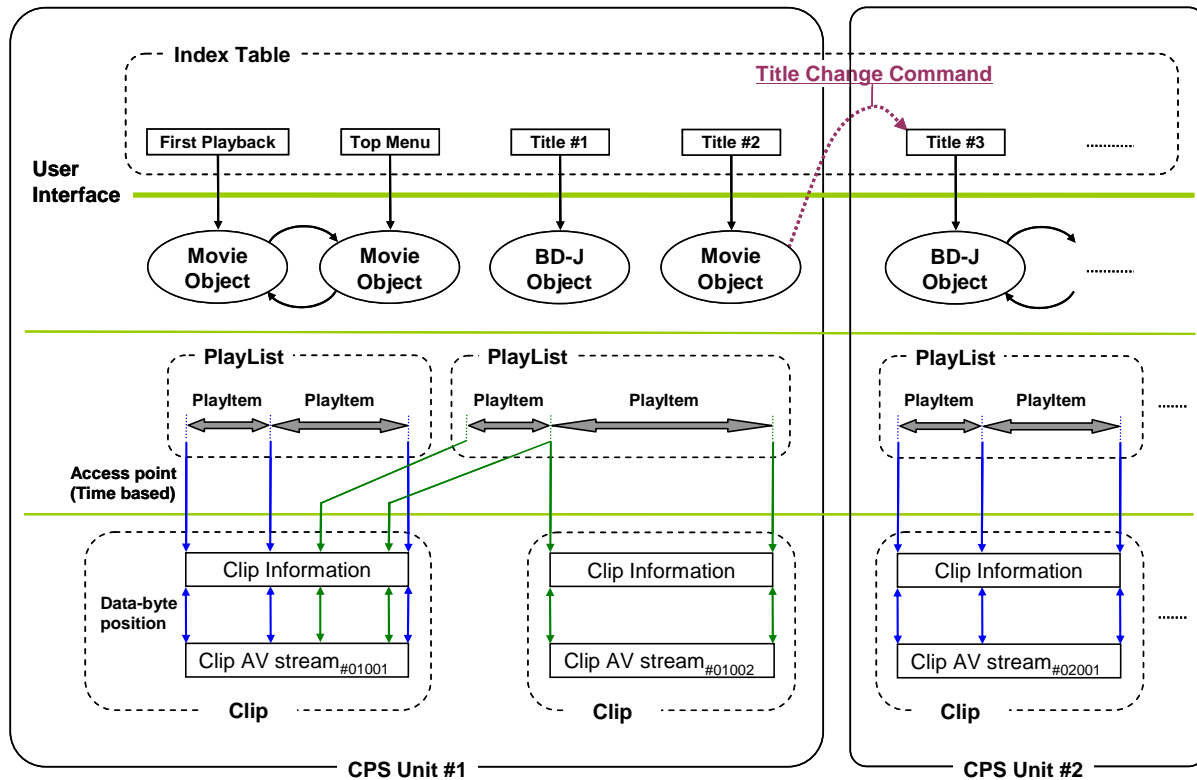 Index Table
Title Change Command
First Playback
Top Menu
Title #1
Title #2
Title #3
..........
User
Interface
Movie
Object
Movie
Object
BD-J
Object
Movie
Object
BD-J
Object
.........
PlayList
PlayList
PlayList
PlayItem
PlayItem
PlayItem
PlayItem
PlayItem
PlayItem
......
Access point
(Time based)
Clip Information
Clip Information
Clip Information
Data-byte
position
......
Clip AV stream#01001
Clip AV stream#01002
Clip AV stream#02001
Clip
Clip
Clip
CPS Unit #1
CPS Unit #2